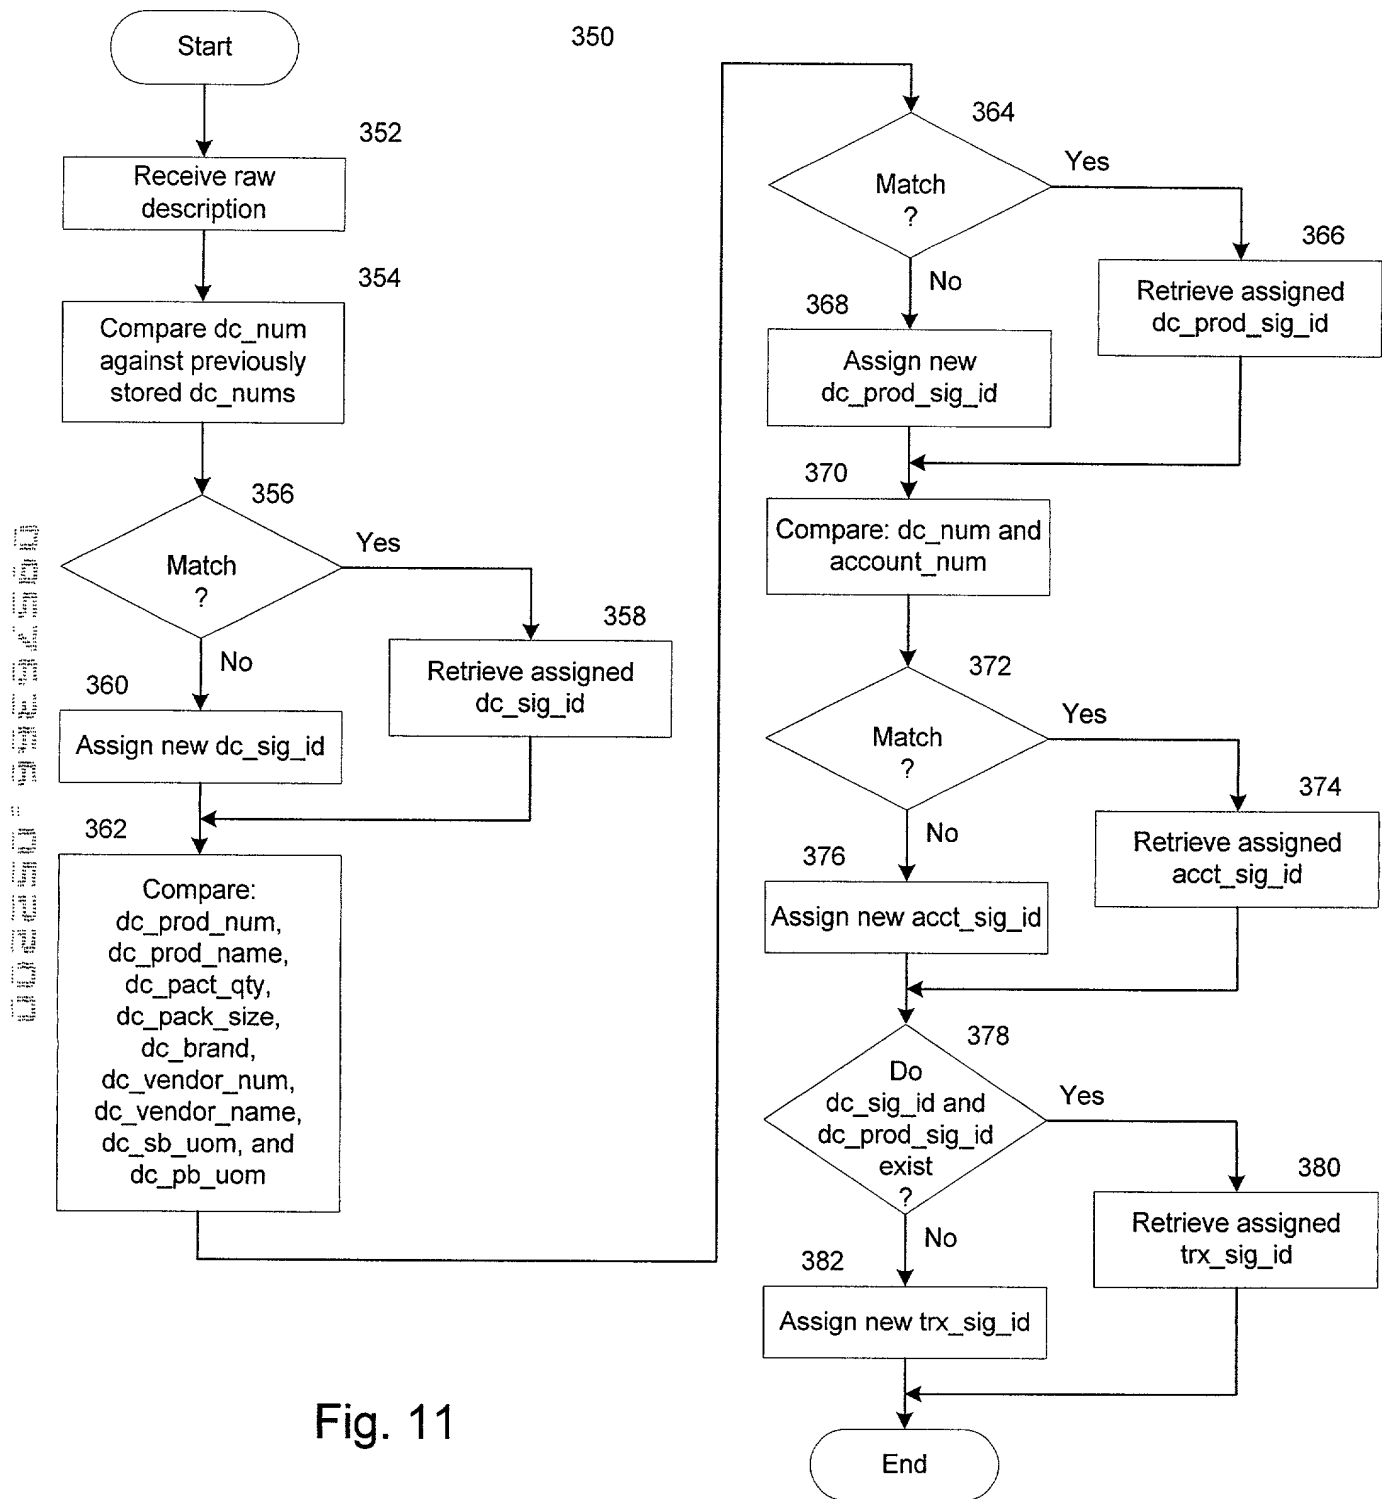 350
Start
352
Receive raw
description
354
Compare dc_num
against previously
stored dc_nums
356
Match
?
Yes
No
358
Retrieve assigned
dc_sig_id
360
Assign new dc_sig_id
362
Compare:
dc_prod_num,
dc_prod_name,
dc_pact_qty,
dc_pack_size,
dc_brand,
dc_vendor_num,
dc_vendor_name,
dc_sb_uom, and
dc_pb_uom
364
Match
?
Yes
No
366
Retrieve assigned
dc_prod_sig_id
368
Assign new
dc_prod_sig_id
370
Compare: dc_num and
account_num
372
Match
?
Yes
No
374
Retrieve assigned
acct_sig_id
376
Assign new acct_sig_id
378
Do
dc_sig_id and
dc_prod_sig_id
exist
?
Yes
No
380
Retrieve assigned
trx_sig_id
382
Assign new trx_sig_id
End
Fig. 11